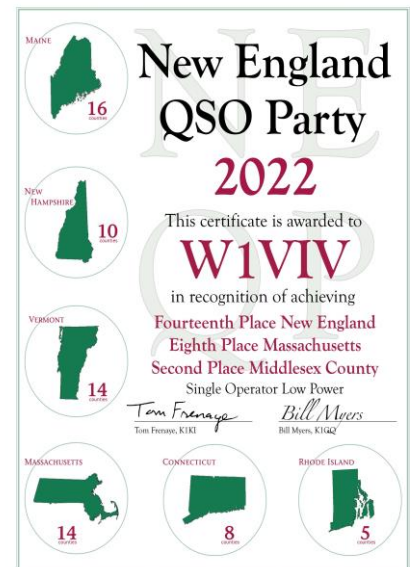 NE
QP
MAINE
16
counties
New England
QSO Party
2022
NEW
HAMPSHIRE
10
counties
This certificate is awarded to
W1VIV
in recognition of achieving
VERMONT
14
counties
Fourteenth Place New England
Eighth Place Massachusetts
Second Place Middlesex County
Single Operator Low Power
Tom Frenaye
Bill Myers
Tom Frenaye, K1KI
Bill Myers, K1GQ
MASSACHUSETTS
14
counties
CONNECTICUT
8
counties
RHODE ISLAND
5
counties